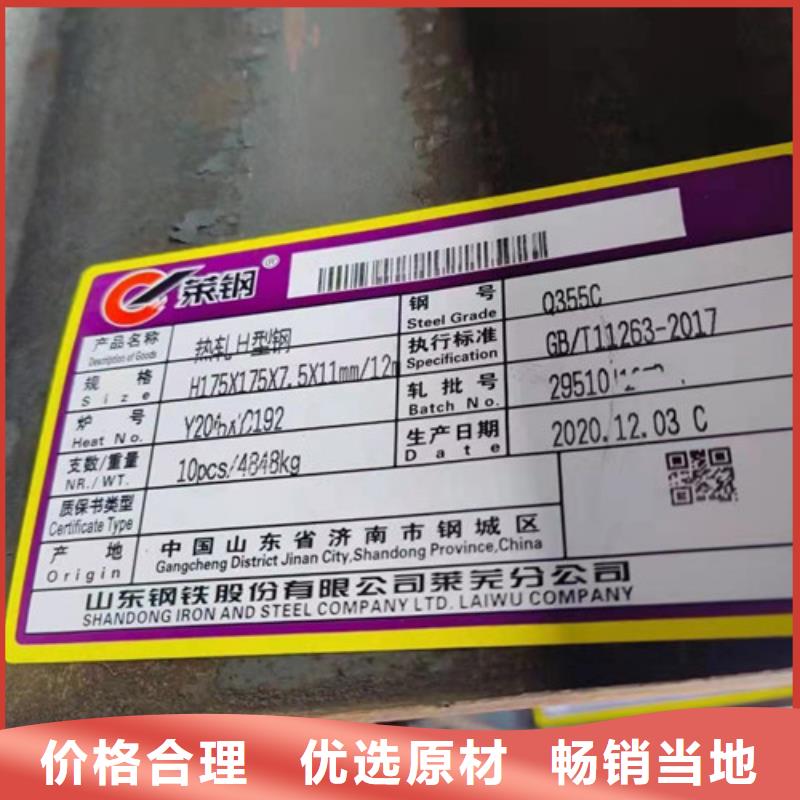 莱钢®
产品名称 热轧H型钢 钢号
Description of Goods Steel Grade Q355C
规格 H175X175X7.5X11mm/12m 执行标准 GB/T11263-2017
Size Specification
炉号 轧批号
Heat No. Batch No.
支数/重量 10pcs/4848kg 生产日期 2020.12.03 C
NR./WT. Date
质保书类型
Certificate Type
产地 中国山东省济南市钢城区
Origin Gangcheng District Jinan City,Shandong Province,China
山东钢铁股份有限公司莱芜分公司
SHANDONG IRON AND STEEL COMPANY LTD. LAIWU COMPANY
价格合理 优选原材 畅销当地